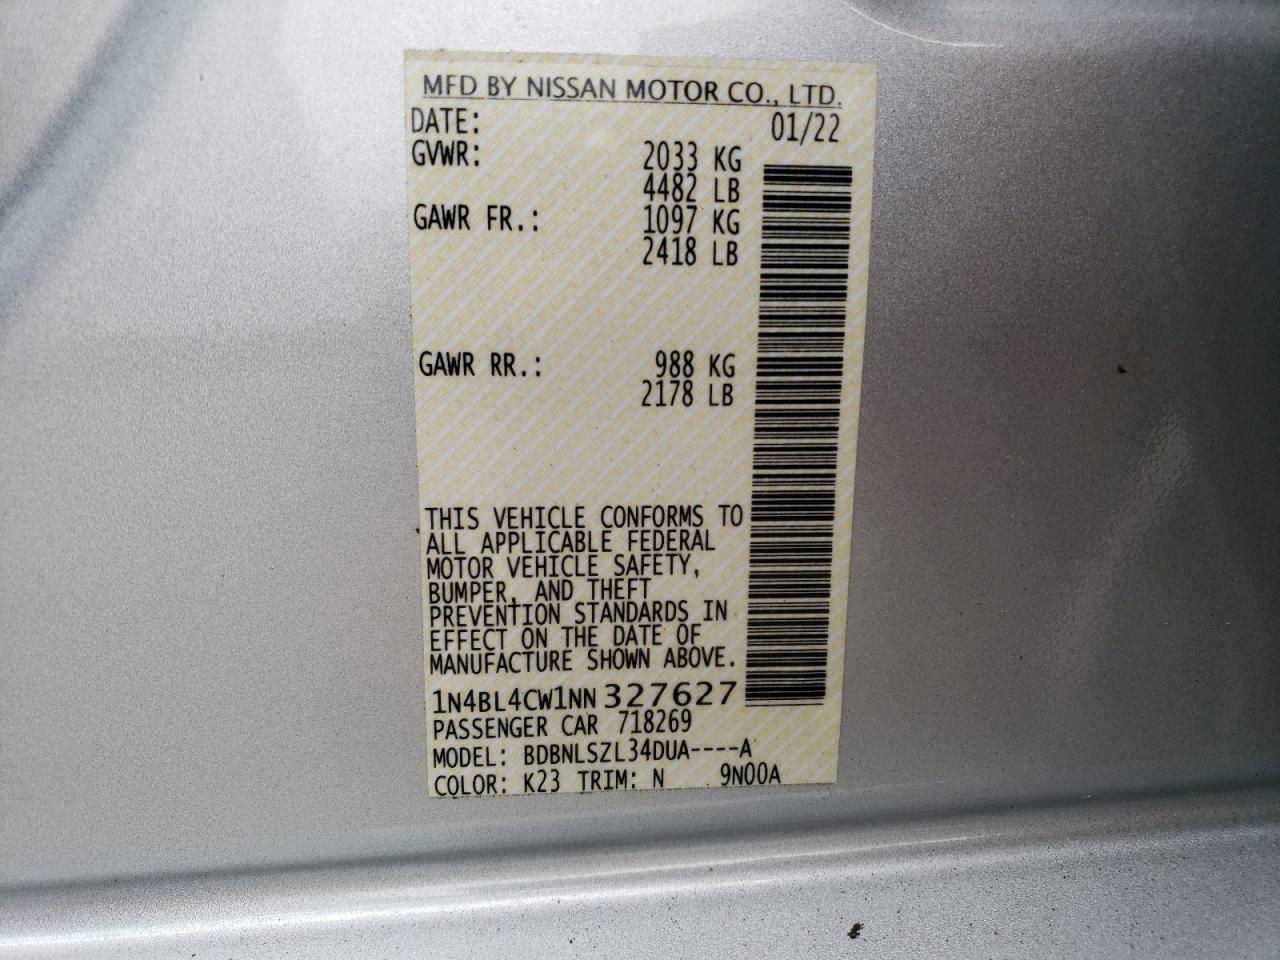 MFD BY NISSAN MOTOR CO., LTD.
DATE: 01/22
GVWR: 2033 KG
4482 LB
GAWR FR.: 1097 KG
2418 LB
GAWR RR.: 988 KG
2178 LB
THIS VEHICLE CONFORMS TO
ALL APPLICABLE FEDERAL
MOTOR VEHICLE SAFETY,
BUMPER, AND THEFT
PREVENTION STANDARDS IN
EFFECT ON THE DATE OF
MANUFACTURE SHOWN ABOVE.
1N4BL4CW1NN327627
PASSENGER CAR 718269
MODEL: BDBNLSZL34DUA----A
COLOR: K23 TRIM: N 9N00A